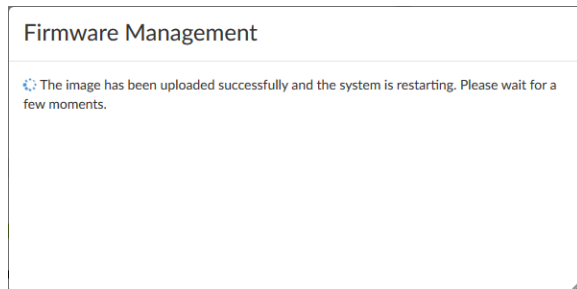 Firmware Management
The image has been uploaded successfully and the system is restarting. Please wait for a
few moments.